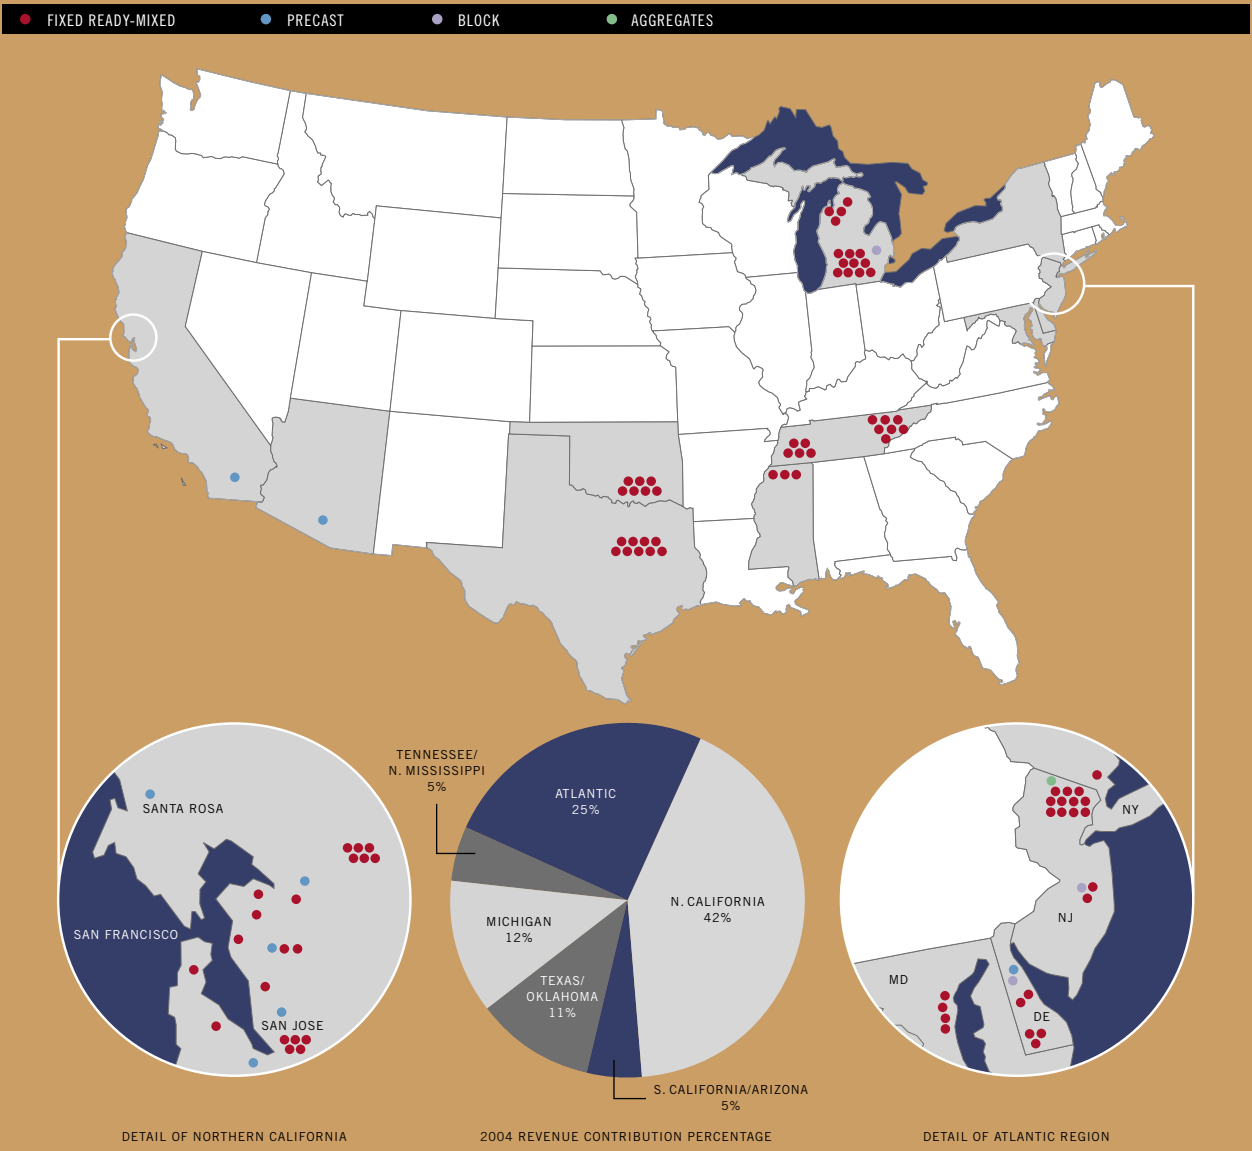 FIXED READY-MIXED
PRECAST
BLOCK
AGGREGATES
TENNESSEE/
N. MISSISSIPPI
5%
ATLANTIC
25%
N. CALIFORNIA
42%
MICHIGAN
12%
TEXAS/
OKLAHOMA
11%
S. CALIFORNIA/ARIZONA
5%
SANTA ROSA
SAN FRANCISCO
SAN JOSE
NY
NJ
MD
DE
DETAIL OF NORTHERN CALIFORNIA
2004 REVENUE CONTRIBUTION PERCENTAGE
DETAIL OF ATLANTIC REGION